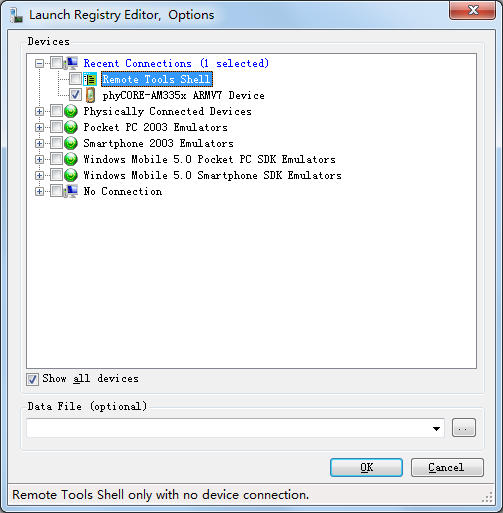 Launch Registry Editor, Options
Devices
Recent Connections (1 selected)
Remote Tools Shell
phyCORE-AM335x ARMV7 Device
Physically Connected Devices
Pocket PC 2003 Emulators
Smartphone 2003 Emulators
Windows Mobile 5.0 Pocket PC SDK Emulators
Windows Mobile 5.0 Smartphone SDK Emulators
No Connection
Show all devices
Data File (optional)
..
OK Cancel
Remote Tools Shell only with no device connection.